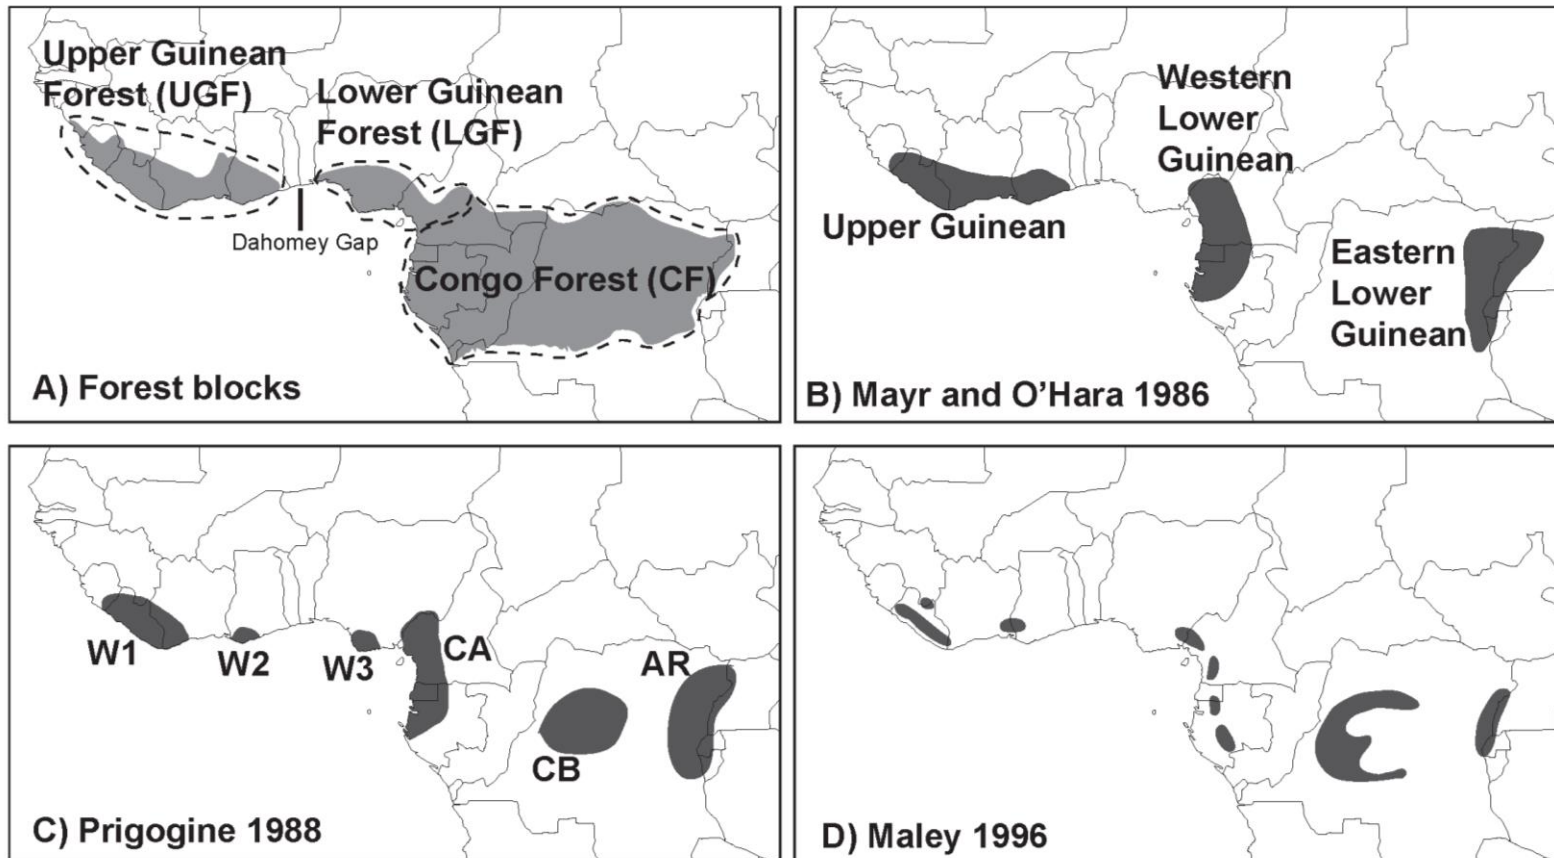 Upper Guinean
Forest (UGF)
Lower Guinean
Forest (LGF)
Dahomey Gap
Congo Forest (CF)
A) Forest blocks
Western
Lower
Guinean
Upper Guinean
Eastern
Lower
Guinean
B) Mayr and O'Hara 1986
W1
W2
W3
CA
AR
CB
C) Prigogine 1988
D) Maley 1996